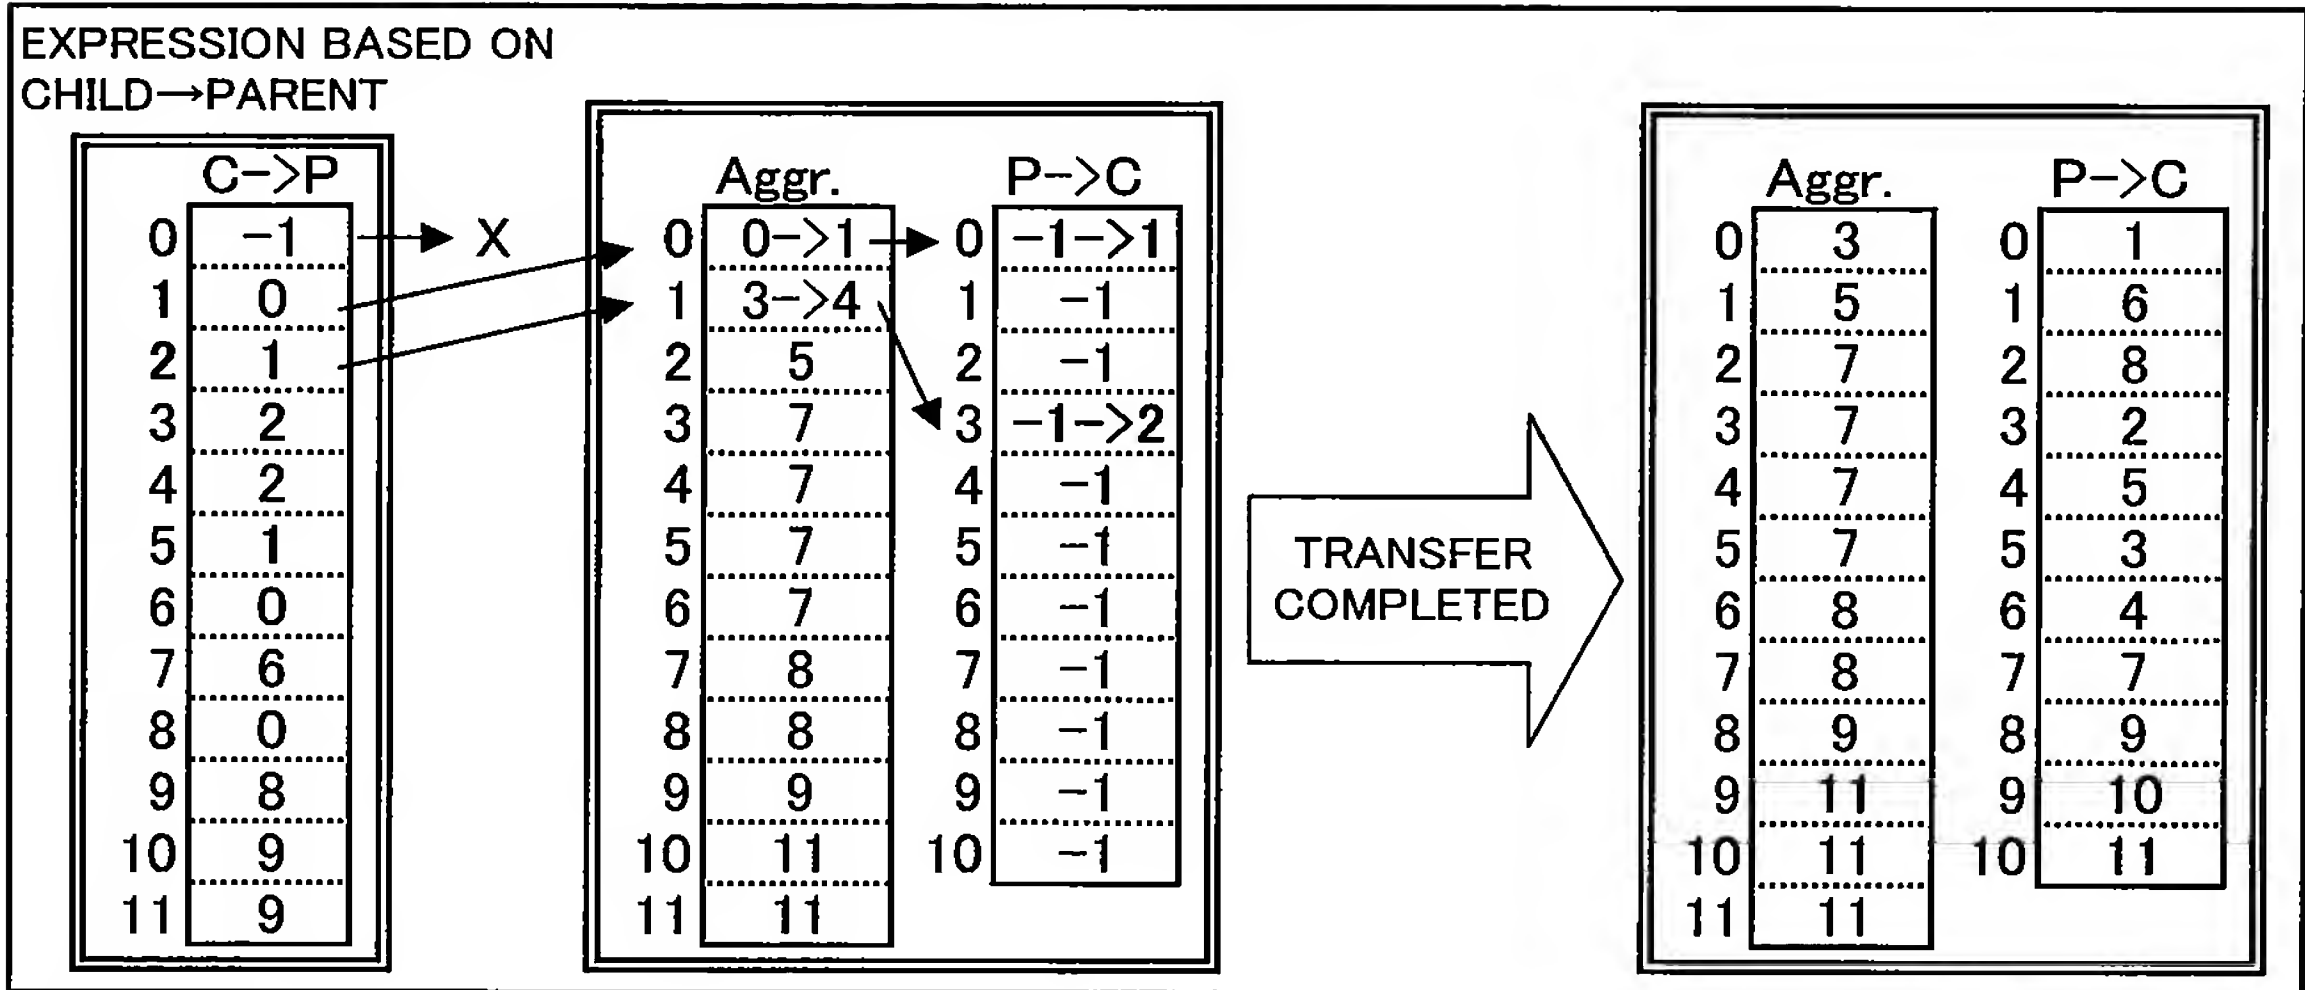 EXPRESSION BASED ON
CHILD→PARENT
C->P
0 -1 X
1 0
2 1
3 2
4 2
5 1
6 0
7 6
8 0
9 8
10 9
11 9
Aggr. P->C
0 0->1 0 -1->1
1 3->4 1 -1
2 5 2 -1
3 7 3 -1->2
4 7 4 -1
5 7 5 -1
6 7 6 -1
7 8 7 -1
8 8 8 -1
9 9 9 -1
10 11 10 -1
11 11
TRANSFER
COMPLETED
Aggr. P->C
0 3 0 1
1 5 1 6
2 7 2 8
3 7 3 2
4 7 4 5
5 7 5 3
6 8 6 4
7 8 7 7
8 9 8 9
9 11 9 10
10 11 10 11
11 11